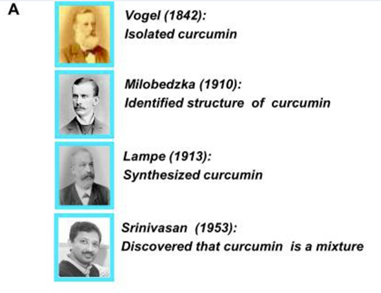 A
Vogel (1842):
Isolated curcumin
Milobedzka (1910):
Identified structure of curcumin
Lampe (1913):
Synthesized curcumin
Srinivasan (1953):
Discovered that curcumin is a mixture